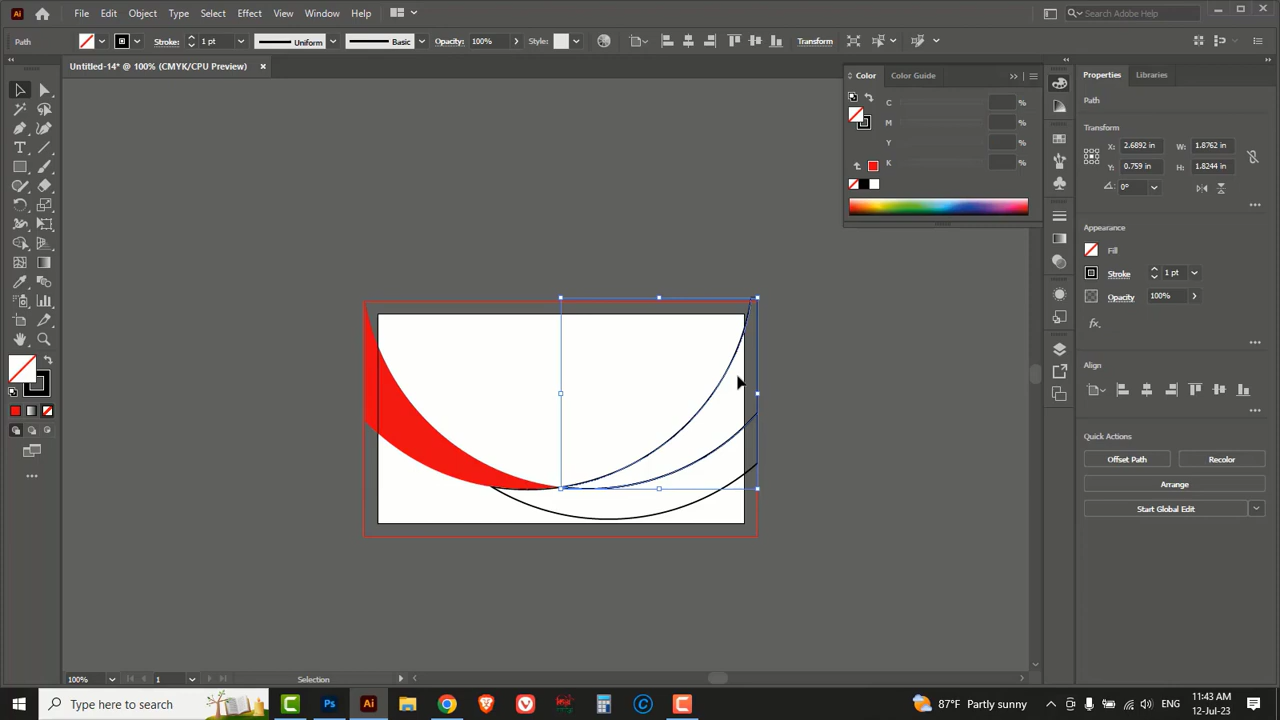 File Edit Object Type Select Effect View Window Help
Search Adobe Help
Path
Stroke: 1 pt Uniform Basic Opacity: 100% Style: Transform
Untitled-14* @ 100% (CMYK/CPU Preview)
Color Color Guide
C %
M %
Y %
K %
Properties Libraries
Path
Transform
X: 2.6892 in W: 1.8762 in
Y: 0.759 in H: 1.8244 in
0°
Appearance
Fill
Stroke 1 pt
Opacity 100%
fx.
Align
Quick Actions
Offset Path Recolor
Arrange
Start Global Edit
100% 1 Selection
Type here to search
Ps Ai
87°F Partly sunny ENG
11:43 AM
12-Jul-23